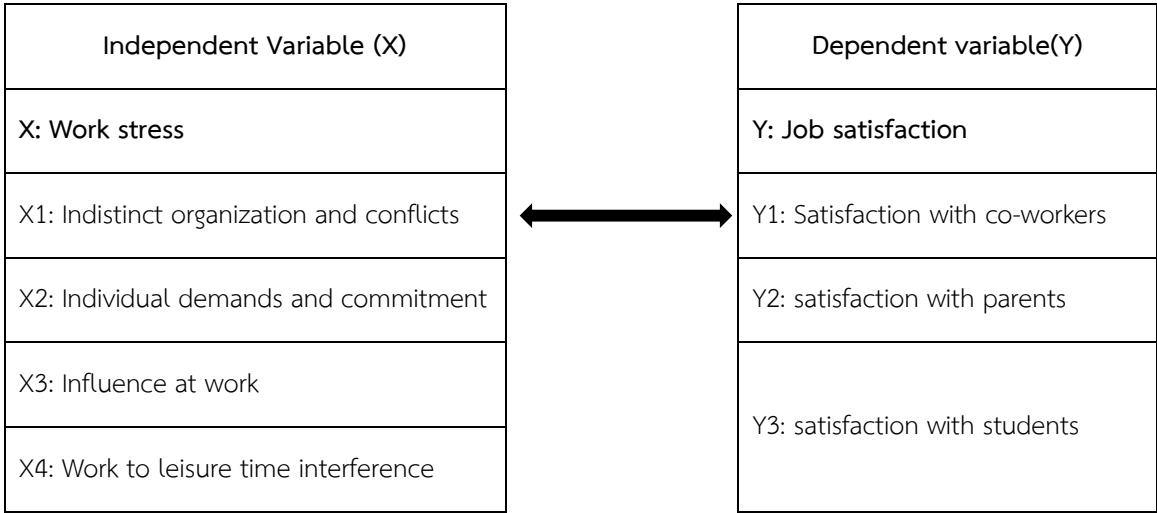 Independent Variable (X)
X: Work stress
X1: Indistinct organization and conflicts
X2: Individual demands and commitment
X3: Influence at work
X4: Work to leisure time interference
Dependent variable(Y)
Y: Job satisfaction
Y1: Satisfaction with co-workers
Y2: satisfaction with parents
Y3: satisfaction with students